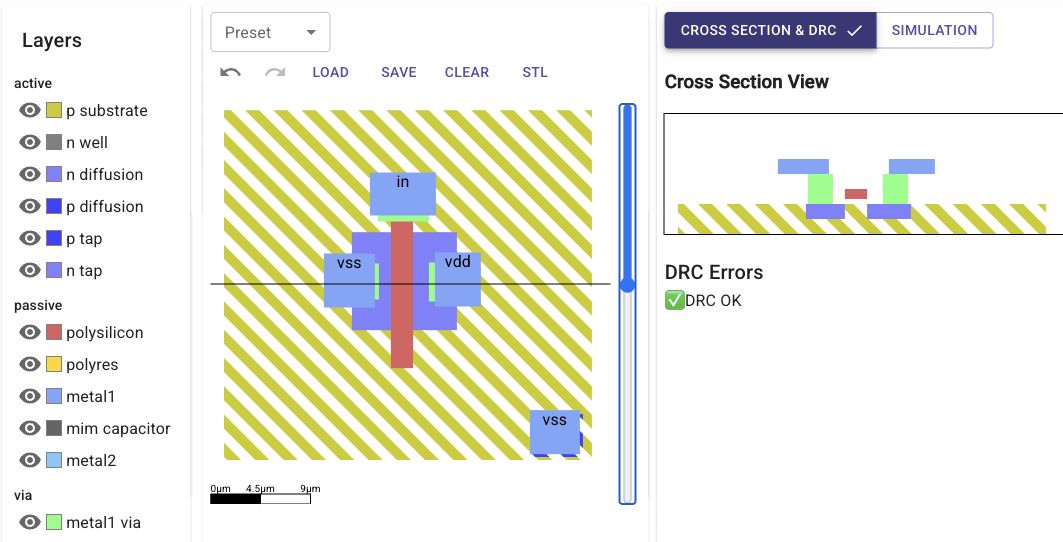 Layers
active
p substrate
n well
n diffusion
p diffusion
p tap
n tap
passive
polysilicon
polyres
metal1
mim capacitor
metal2
via
metal1 via
Preset
LOAD SAVE CLEAR STL
in
vss vdd
vss
0μm 4.5μm 9μm
CROSS SECTION & DRC SIMULATION
Cross Section View
DRC Errors
✅DRC OK